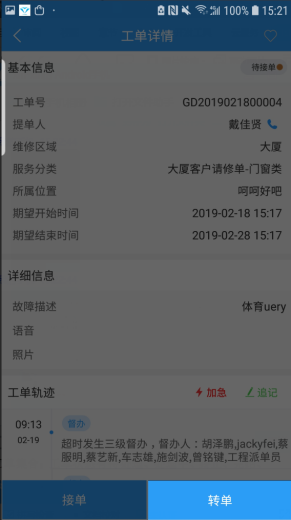 100% 15:21
工单详情
基本信息 待接单
工单号 GD2019021800004
提单人 戴佳贤
维修区域 大厦
服务分类 大厦客户请修单-门窗类
所属位置 呵呵好吧
期望开始时间 2019-02-18 15:17
期望结束时间 2019-02-28 15:17
详细信息
故障描述 体育uery
语音
照片
工单轨迹 加急 追记
09:13 督办
02-19
超时发生三级督办，督办人：胡泽鹏,jackyfei,蔡
服明,蔡艺新,车志雄,施剑波,曾铭键,工程派单员
接单 转单